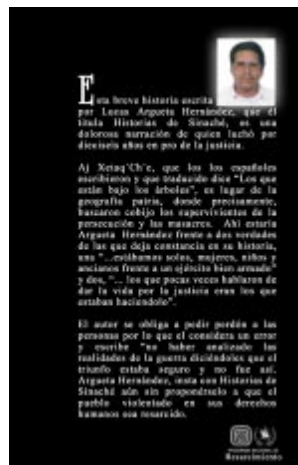 Esta breve historia escrita
por Lucas Argueta Hernández, que él
titula Historias de Sinaché, es una
dolorosa narración de quien luchó por
dieciseis años en pro de la justicia.
Aj Xetaq'Ch'e, que los los españoles
escribieron y que traducido dice "Los que
están bajo los árboles", es lugar de la
geografía patria, donde precisamente,
buscaron cobijo los supervivientes de la
persecución y las masacres. Ahí estaría
Argueta Hernández frente a dos verdades
de las que deja constancia en su historia,
una "...estábamos solos, mujeres, niños y
ancianos frente a un ejército bien armado"
y dos, "... los que pocas veces hablaron de
dar la vida por la justicia eran los que
estaban haciéndolo".
El autor se obliga a pedir perdón a las
personas por lo que el considera un error
y escribe "no haber analizado las
realidades de la guerra diciéndoles que el
triunfo estaba seguro y no fue así.
Argueta Hernández, insta con Historias de
Sinaché aún sin proponérselo a que el
pueblo violentado en sus derechos
humanos sea resarcido.
Resarcimiento